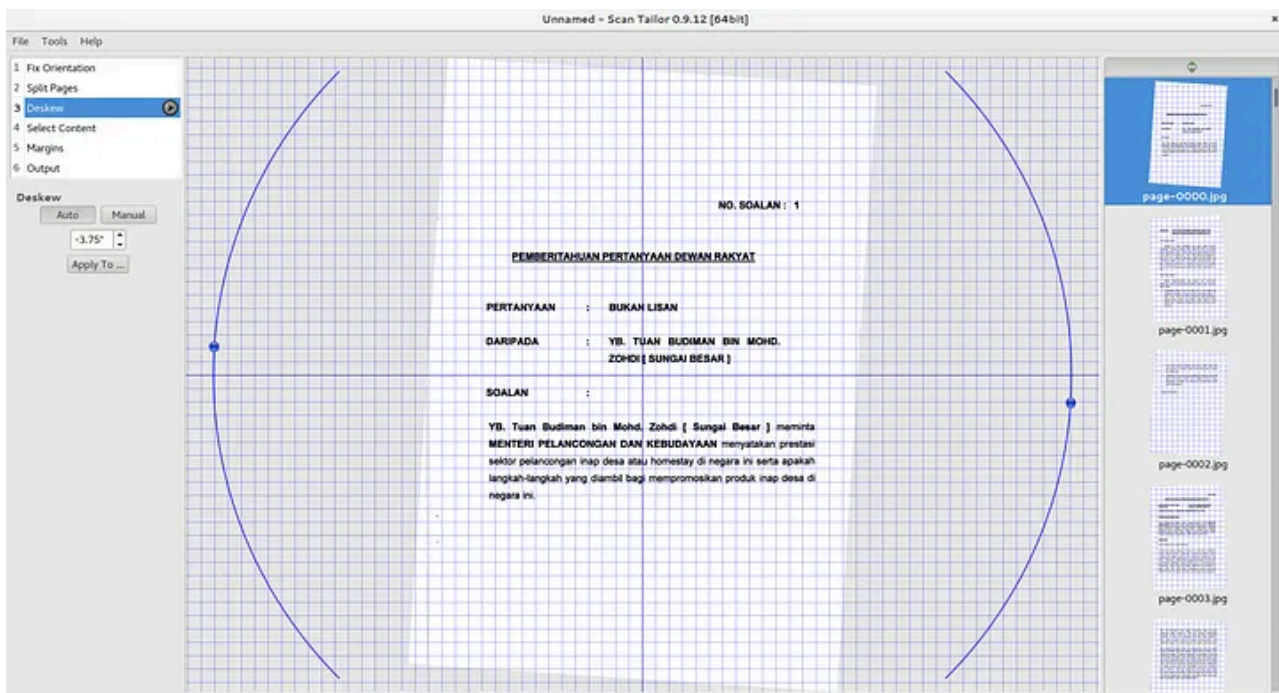 Unnamed - Scan Tailor 0.9.12 [64bit]
×
File Tools Help
1 Fix Orientation
2 Split Pages
3 Deskew
4 Select Content
5 Margins
6 Output
Deskew
Auto Manual
-3.75°
Apply To ...
NO. SOALAN : 1
PEMBERITAHUAN PERTANYAAN DEWAN RAKYAT
PERTANYAAN : BUKAN LISAN
DARIPADA : YB. TUAN BUDIMAN BIN MOHD.
ZOHDI [ SUNGAI BESAR ]
SOALAN :
YB. Tuan Budiman bin Mohd. Zohdi [ Sungai Besar ] meminta
MENTERI PELANCONGAN DAN KEBUDAYAAN menyatakan prestasi
sektor pelancongan inap desa atau homestay di negara ini serta apakah
langkah-langkah yang diambil bagi mempromosikan produk inap desa di
negara ini.
page-0000.jpg
page-0001.jpg
page-0002.jpg
page-0003.jpg